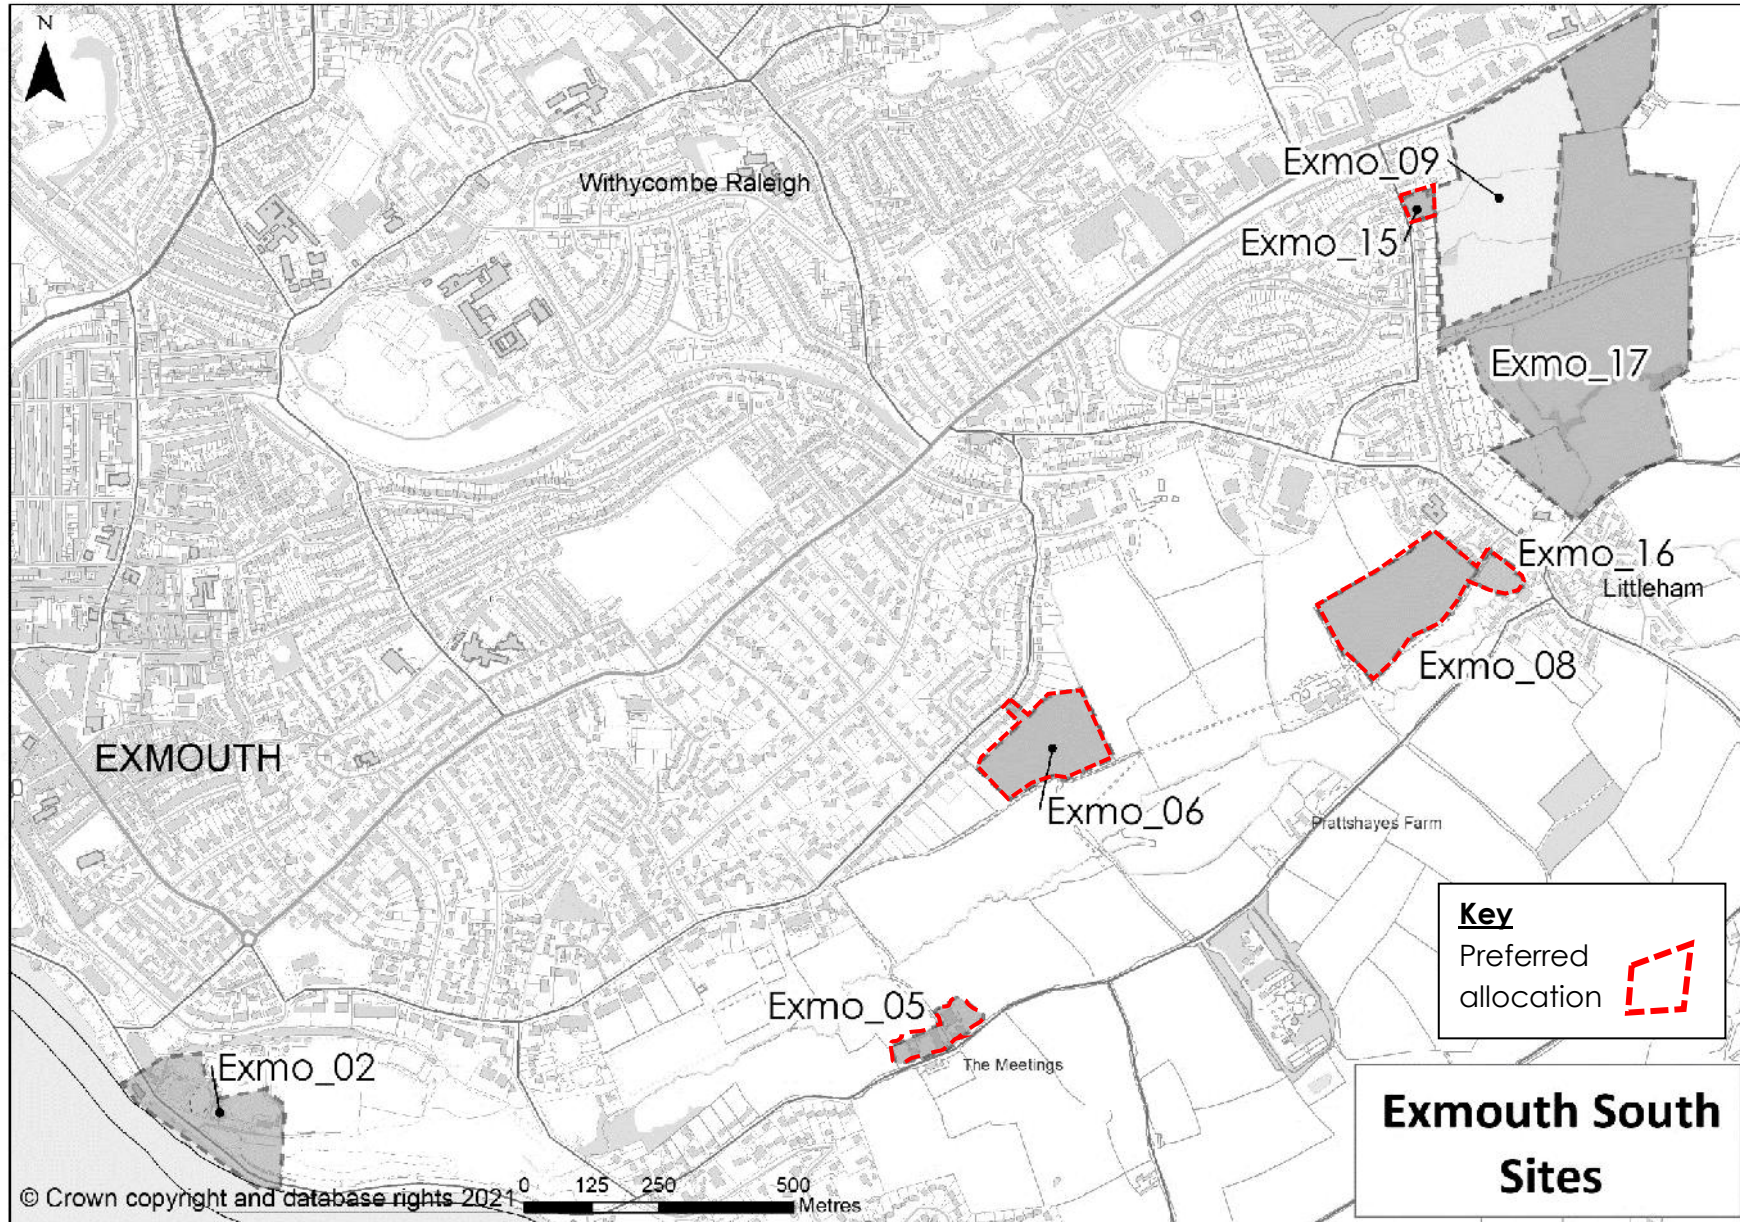 N
Withycombe Raleigh
Exmo_09
Exmo_15
Exmo_17
Exmo_16
Littleham
Exmo_08
EXMOUTH
Exmo_06
Prattshayes Farm
Key
Preferred
allocation
Exmo_05
The Meetings
Exmo_02
Exmouth South
Sites
© Crown copyright and database rights 2021
0 125 250 500
Metres